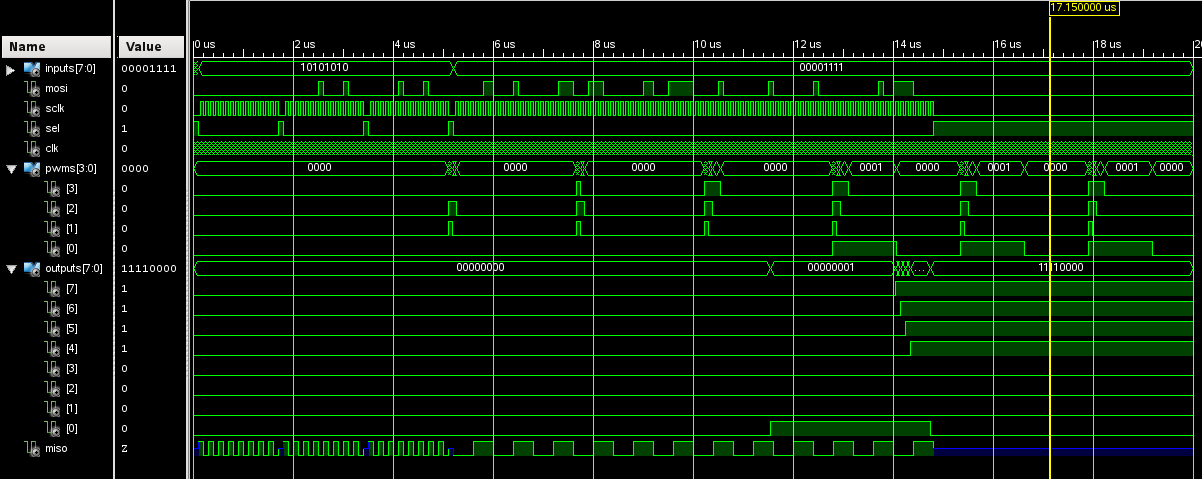 17.150000 us
Name Value 0 us 2 us 4 us 6 us 8 us 10 us 12 us 14 us 16 us 18 us 20
inputs[7:0] 00001111 10101010 00001111
mosi 0
sclk 0
sel 1
clk 0
pwms[3:0] 0000 0000 0000 0000 0000 0001 0000 0001 0000 0001 0000
[3] 0
[2] 0
[1] 0
[0] 0
outputs[7:0] 11110000 00000000 00000001 ... 11110000
[7] 1
[6] 1
[5] 1
[4] 1
[3] 0
[2] 0
[1] 0
[0] 0
miso Z